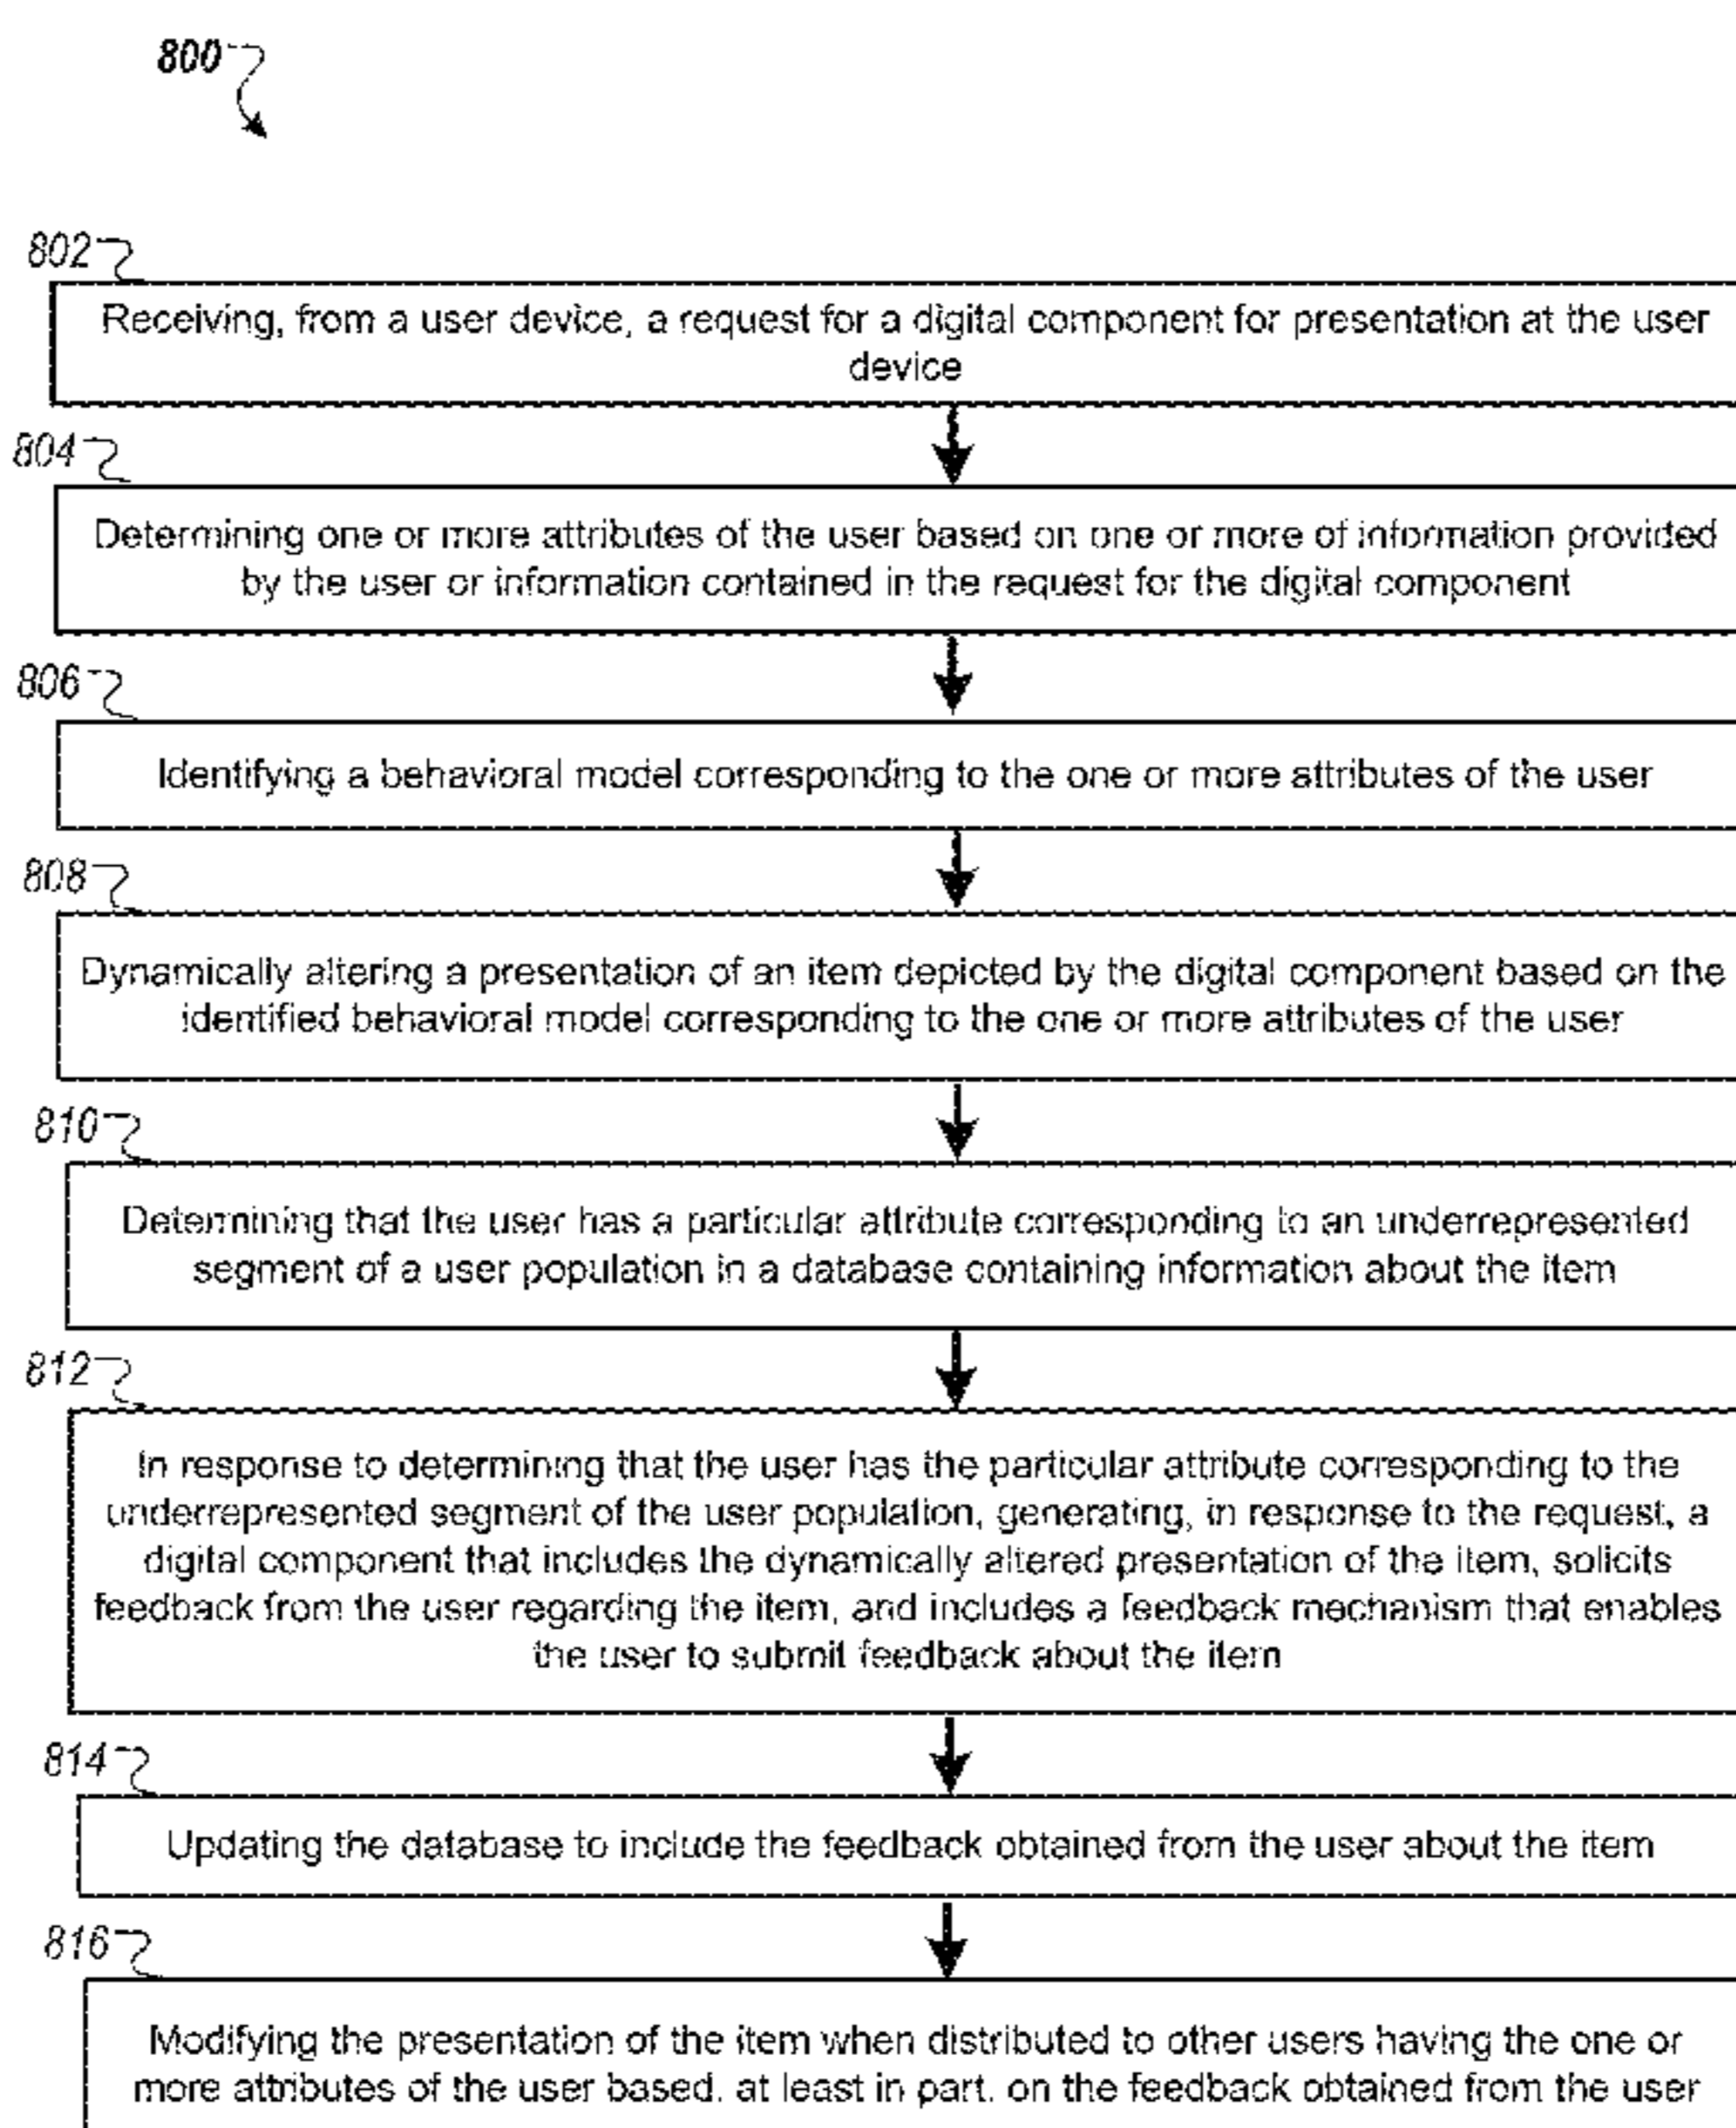 800
802
Receiving, from a user device, a request for a digital component for presentation at the user
device
804
Determining one or more attributes of the user based on one or more of information provided
by the user or information contained in the request for the digital component
806
Identifying a behavioral model corresponding to the one or more attributes of the user
808
Dynamically altering a presentation of an item depicted by the digital component based on the
identified behavioral model corresponding to the one or more attributes of the user
810
Determining that the user has a particular attribute corresponding to an underrepresented
segment of a user population in a database containing information about the item
812
In response to determining that the user has the particular attribute corresponding to the
underrepresented segment of the user population, generating, in response to the request, a
digital component that includes the dynamically altered presentation of the item, solicits
feedback from the user regarding the item, and includes a feedback mechanism that enables
the user to submit feedback about the item
814
Updating the database to include the feedback obtained from the user about the item
816
Modifying the presentation of the item when distributed to other users having the one or
more attributes of the user based, at least in part, on the feedback obtained from the user